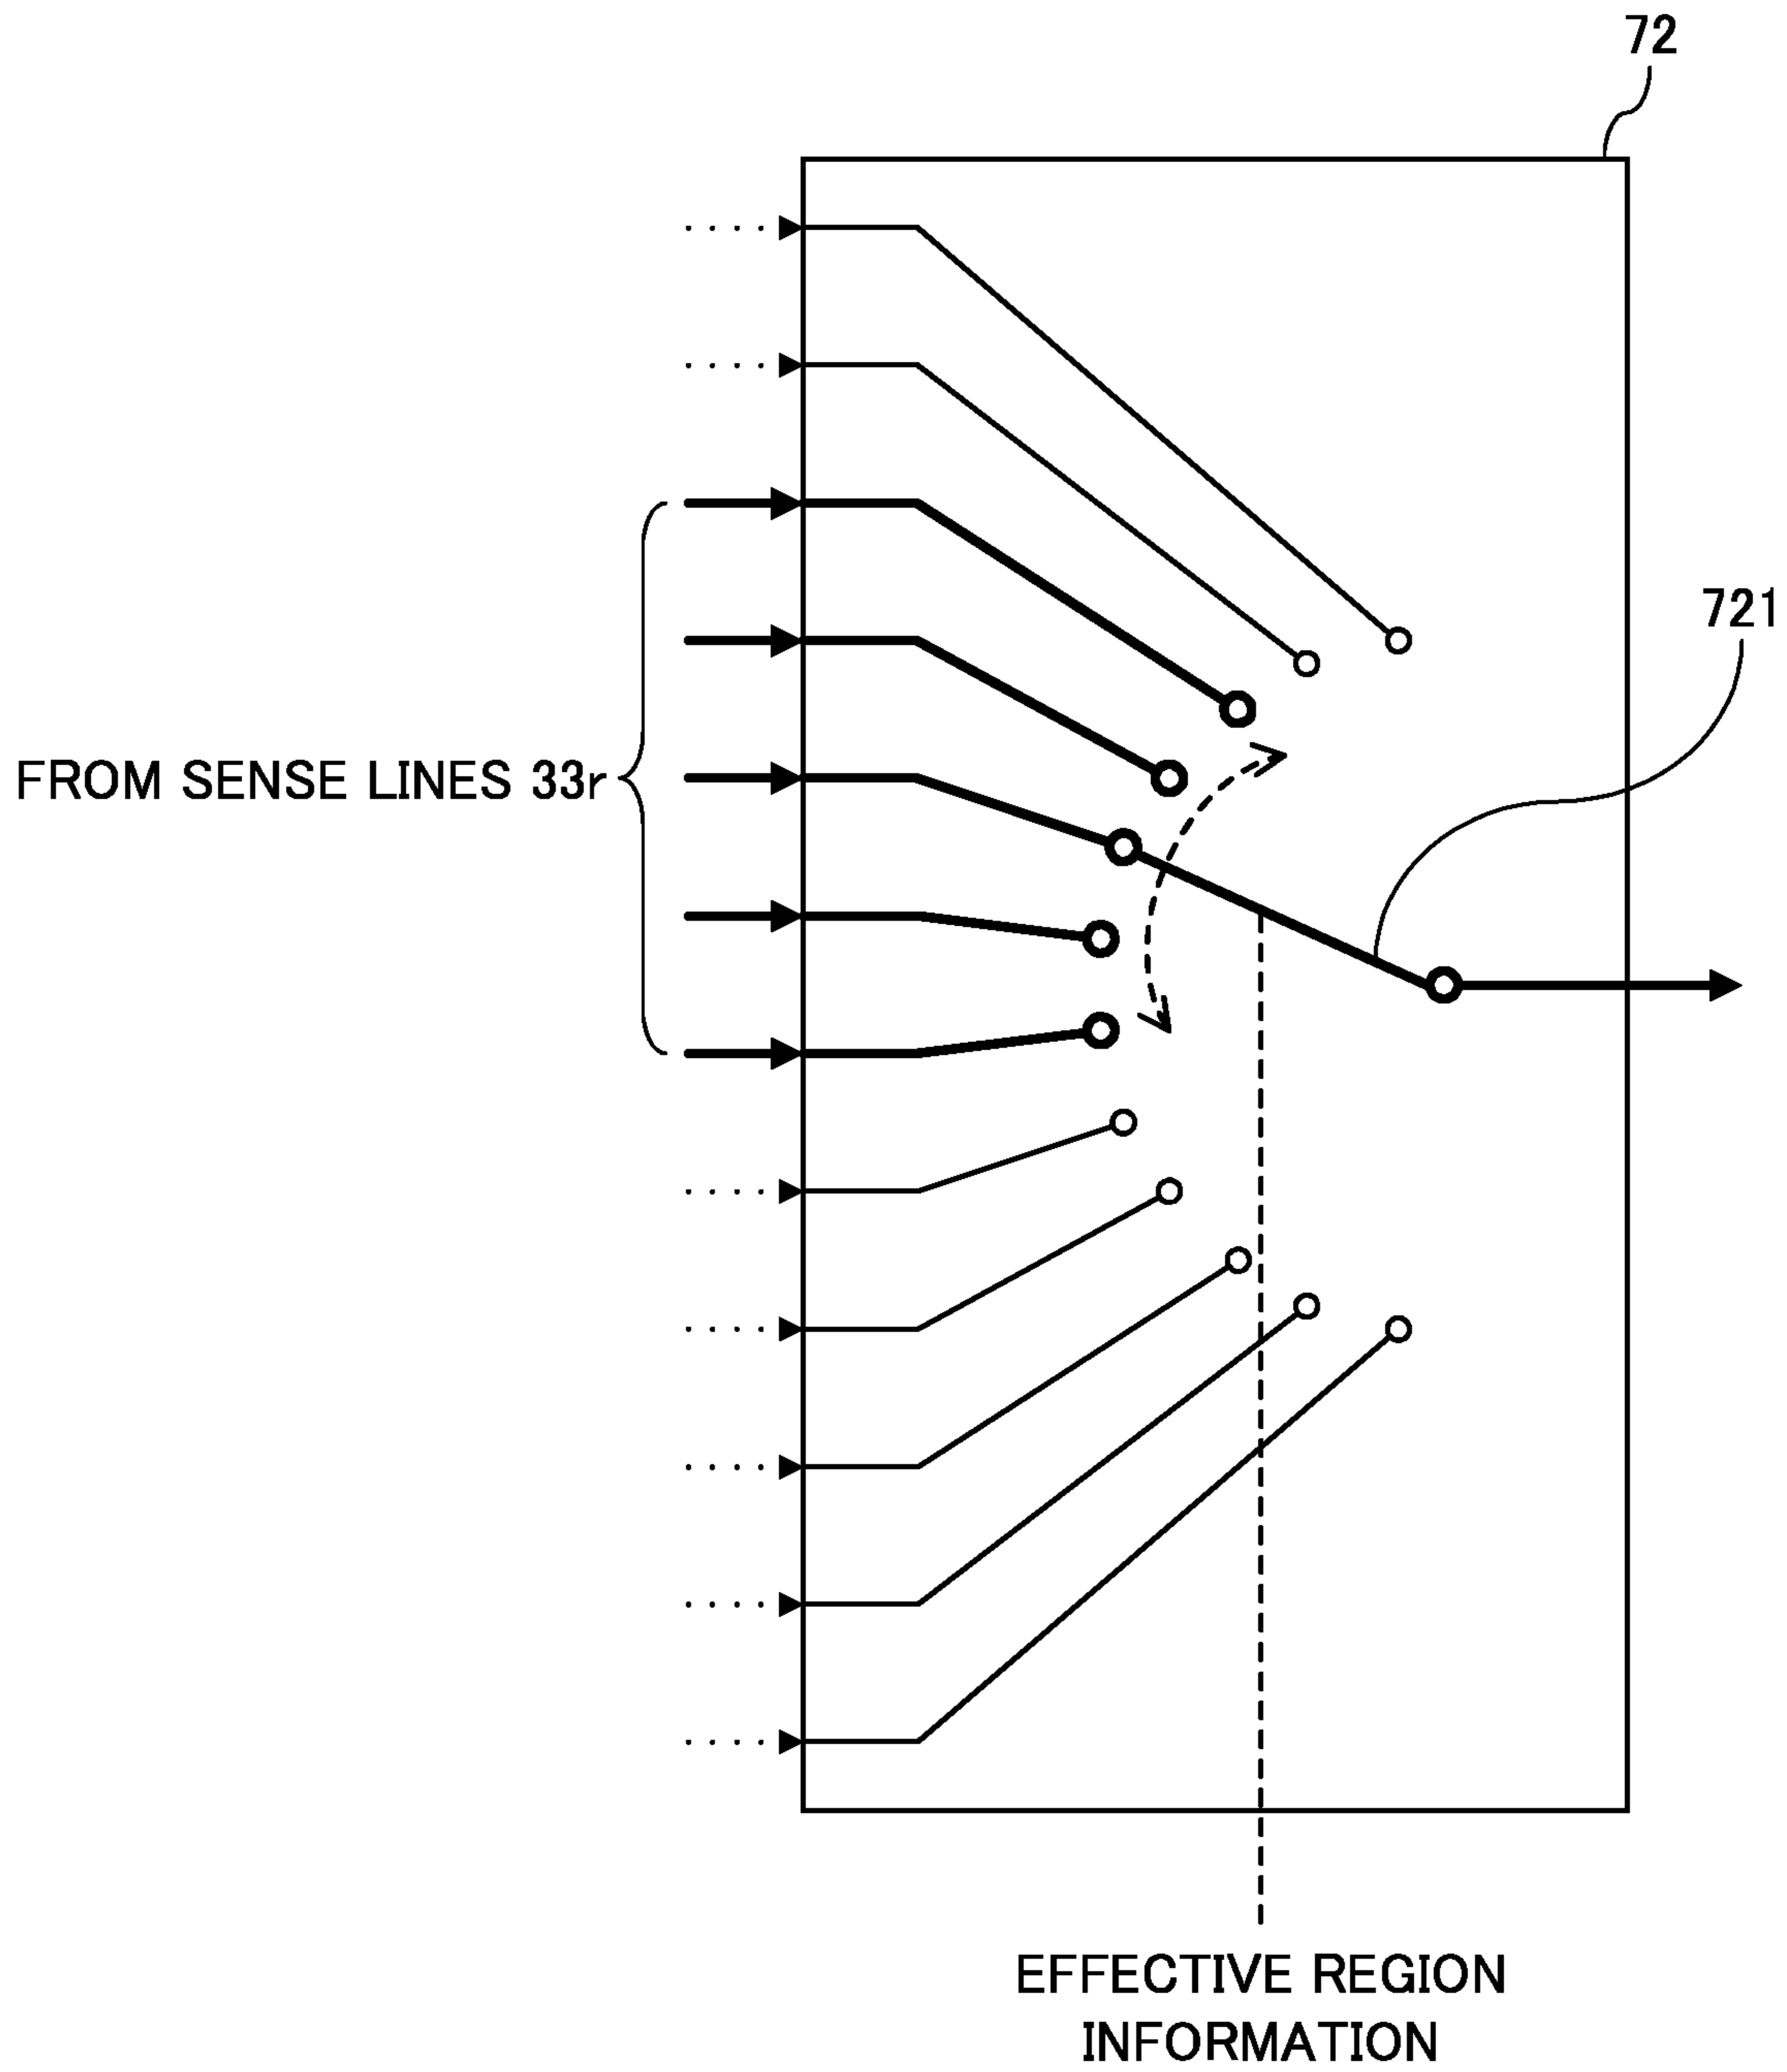 72
721
FROM SENSE LINES 33r
EFFECTIVE REGION
INFORMATION